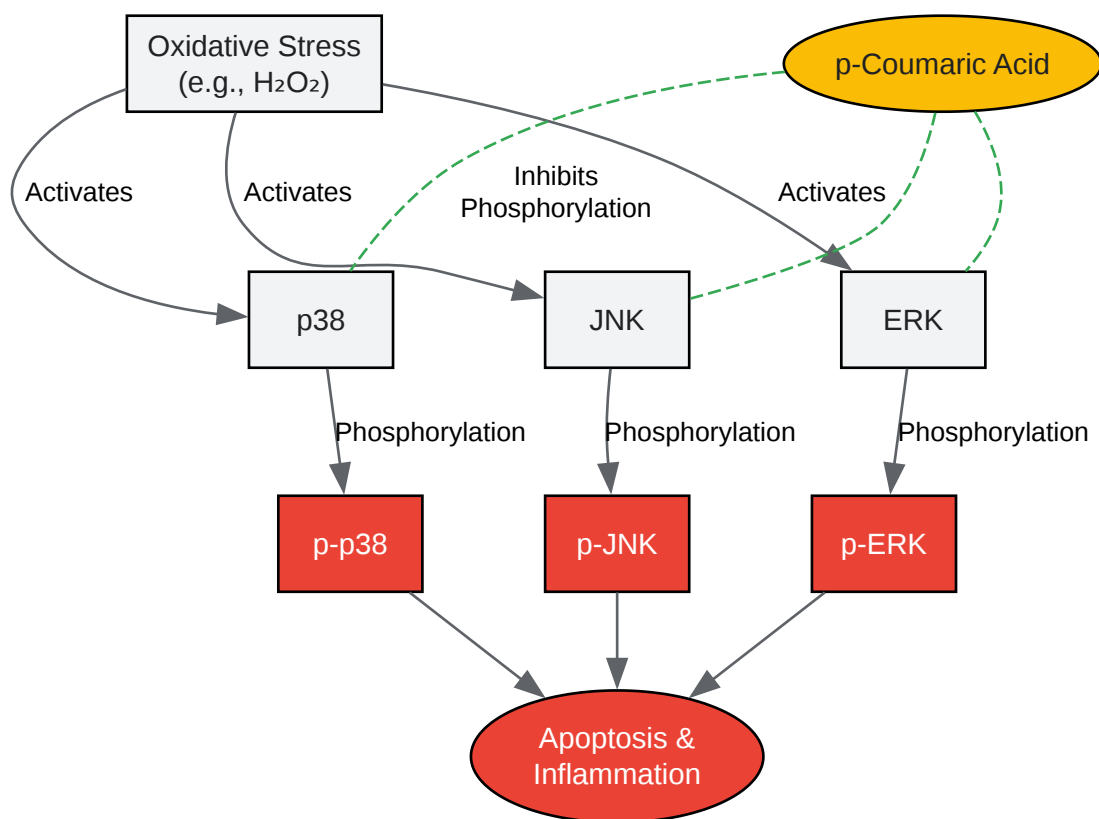 Oxidative Stress
(e.g., H₂O₂)
p-Coumaric Acid
Activates
Activates
Inhibits
Phosphorylation
Activates
p38
JNK
ERK
Phosphorylation
Phosphorylation
Phosphorylation
p-p38
p-JNK
p-ERK
Apoptosis &
Inflammation